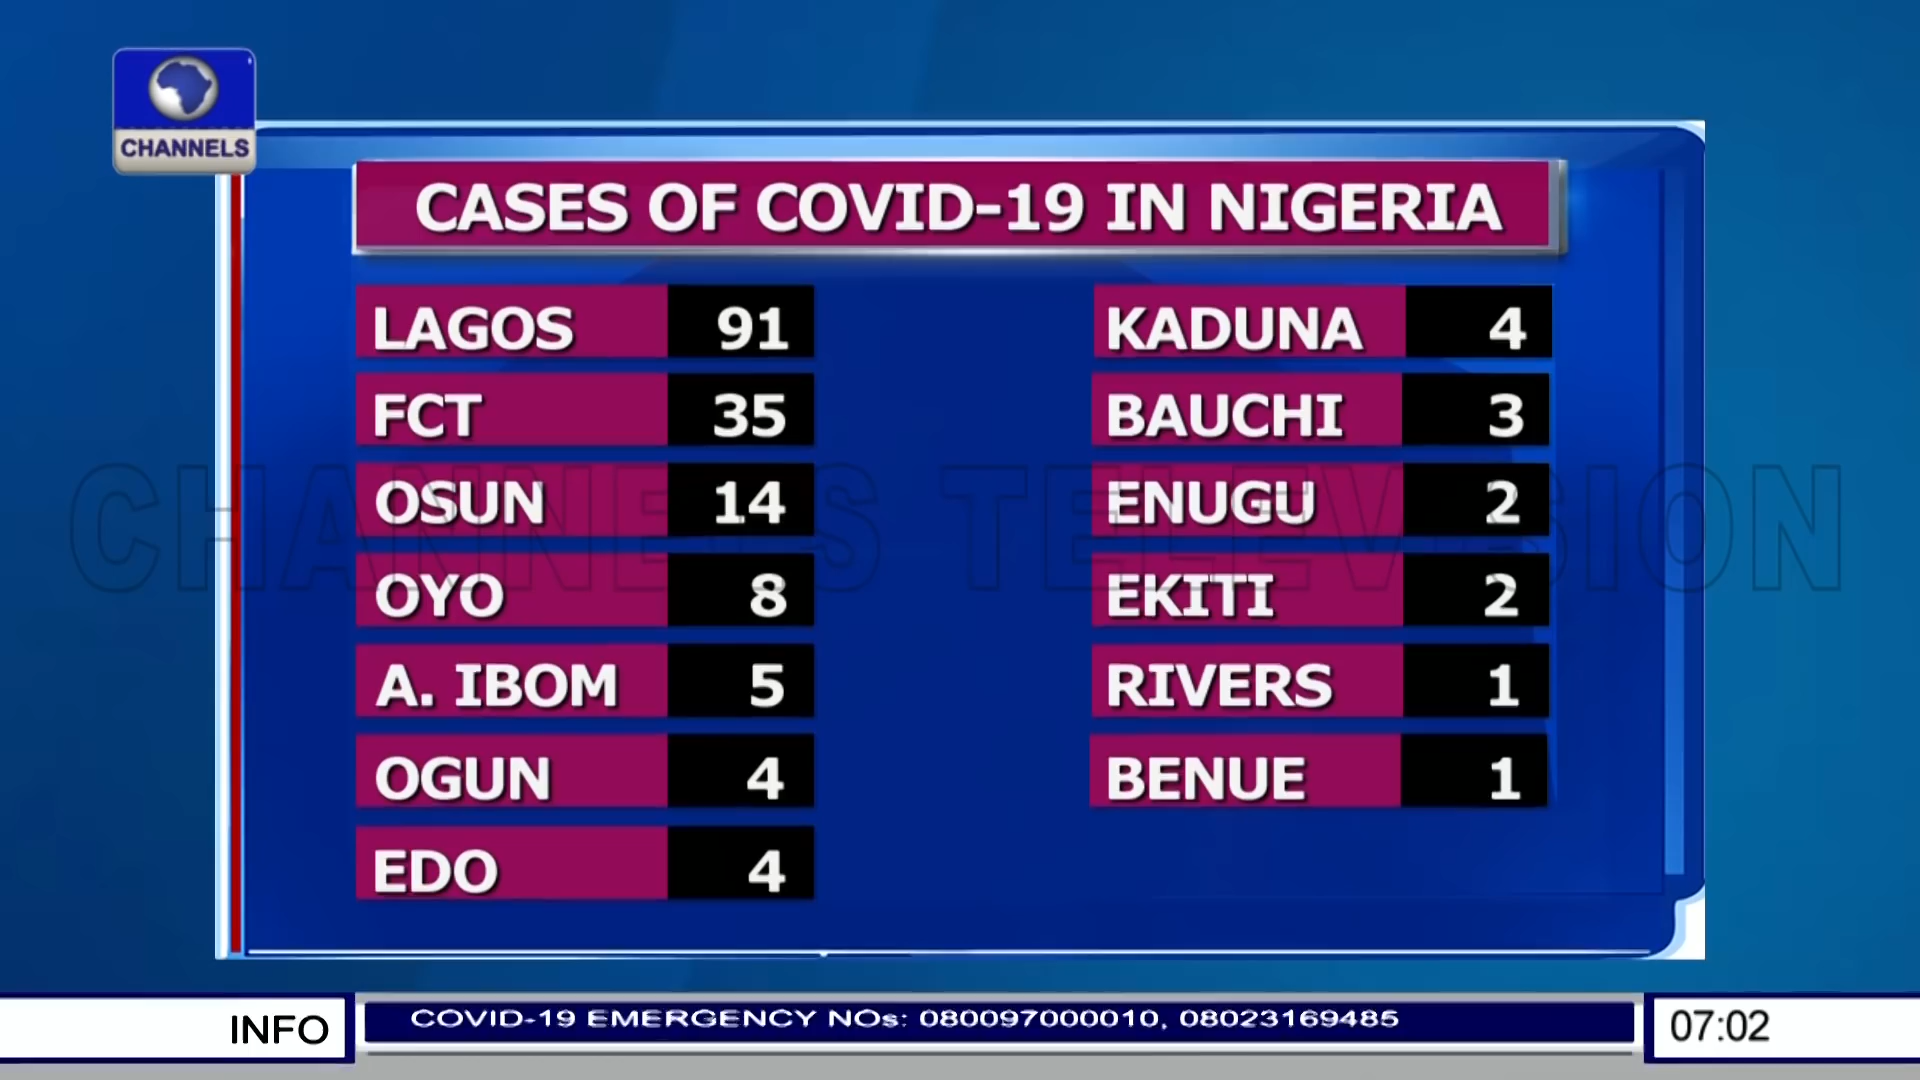 CHANNELS
CASES OF COVID-19 IN NIGERIA
LAGOS 91
FCT 35
OSUN 14
OYO 8
A. IBOM 5
OGUN 4
EDO 4
KADUNA 4
BAUCHI 3
ENUGU 2
EKITI 2
RIVERS 1
BENUE 1
CHANNELS TELEVISION
INFO
COVID-19 EMERGENCY NOs: 080097000010, 08023169485
07:02